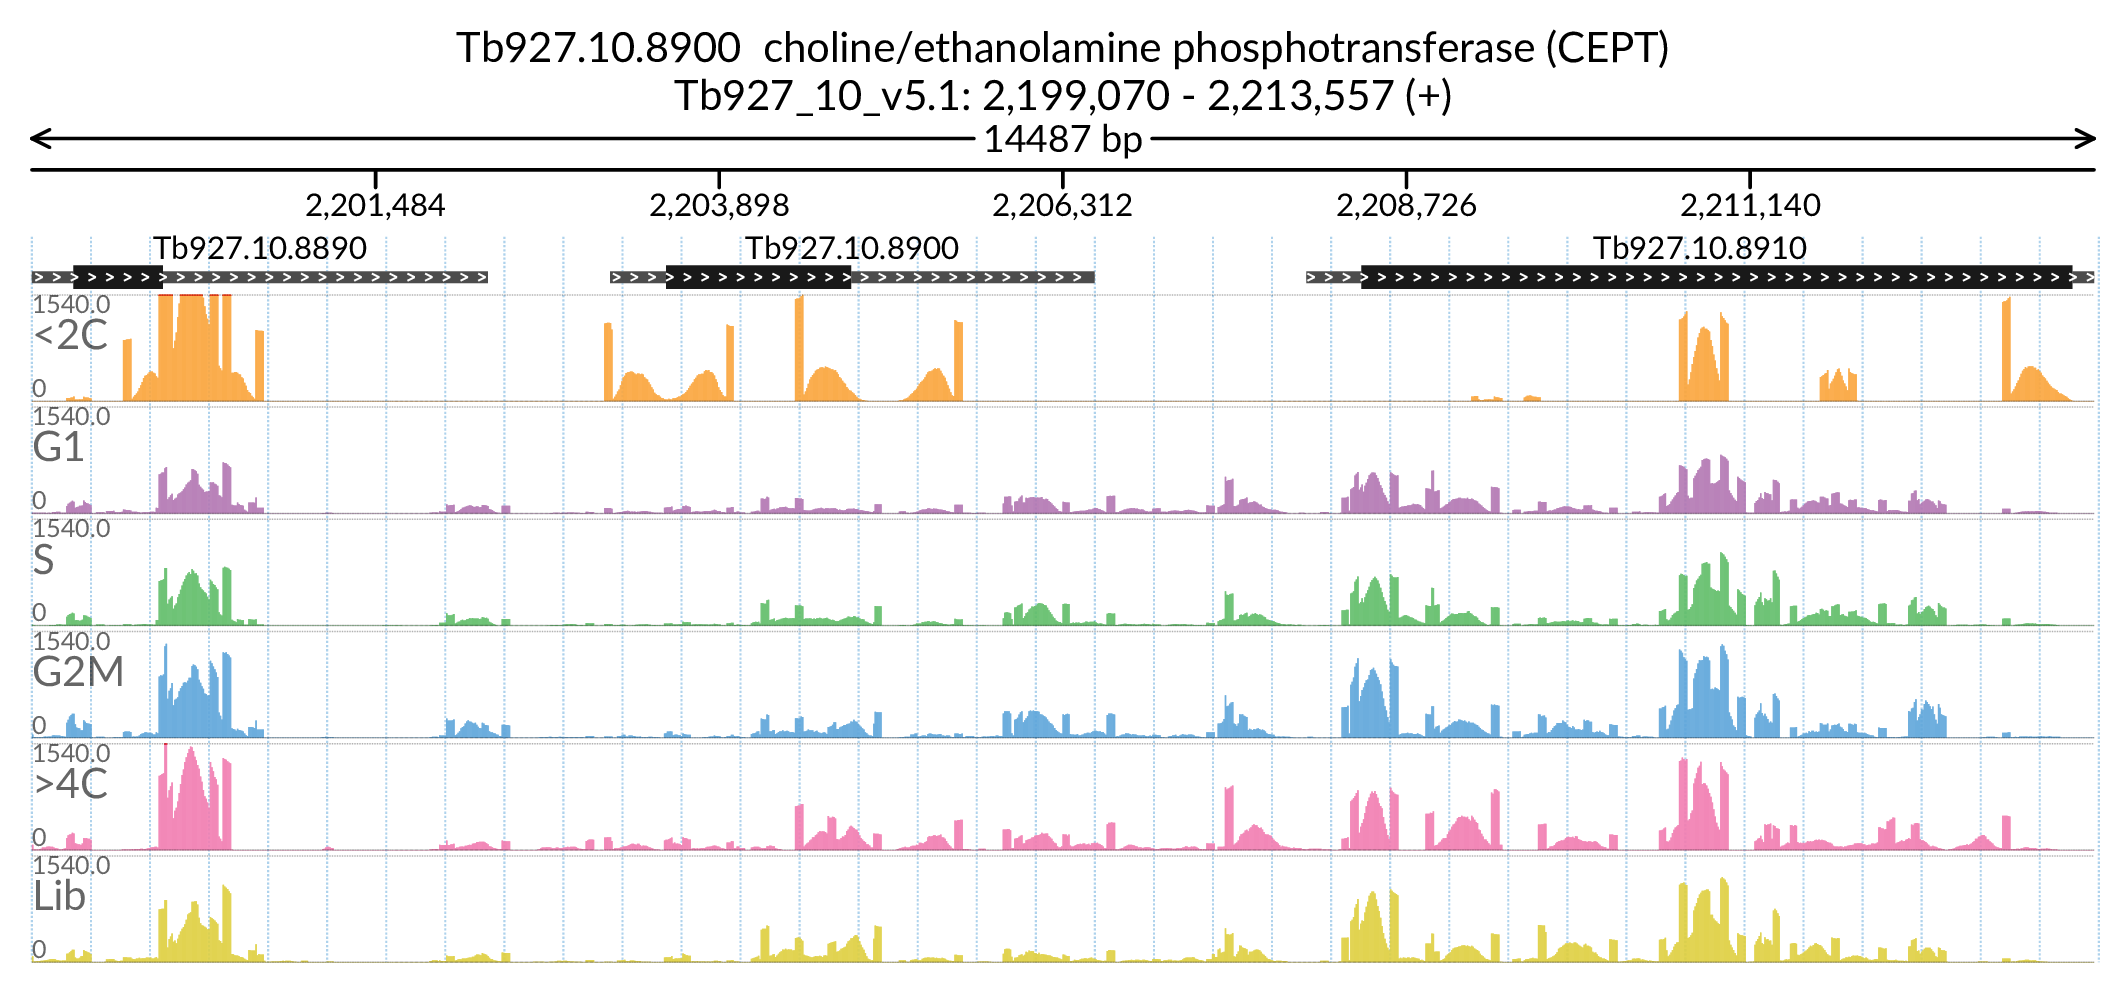 Tb927.10.8900  choline/ethanolamine phosphotransferase (CEPT)
Tb927_10_v5.1: 2,199,070 - 2,213,557 (+)
14487 bp
2,201,484 2,203,898 2,206,312 2,208,726 2,211,140
Tb927.10.8890 Tb927.10.8900 Tb927.10.8910
1540.0
<2C
0
1540.0
G1
0
1540.0
S
0
1540.0
G2M
0
1540.0
>4C
0
1540.0
Lib
0